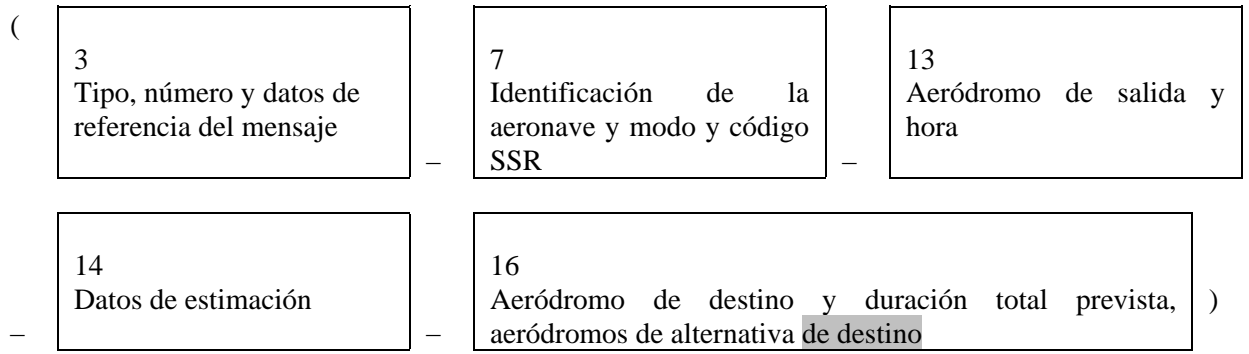 (
3
Tipo, número y datos de
referencia del mensaje
–
7
Identificación de la
aeronave y modo y código
SSR
–
13
Aeródromo de salida y
hora
–
14
Datos de estimación
–
16
Aeródromo de destino y duración total prevista,
aeródromos de alternativa de destino
)